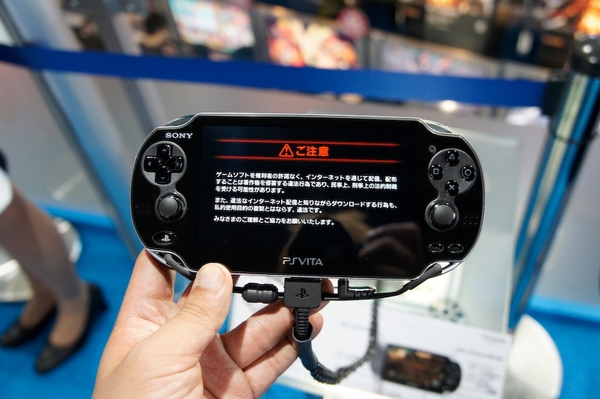 SONY
ご注意
ゲームソフトを権利者の許諾なく、インターネットを通じて配信、配布
することは著作権を侵害する違法行為であり、民事上、刑事上の法的制裁
を受ける可能性があります。
また、違法なインターネット配信と知りながらダウンロードする行為も、
私的使用目的の複製とはならず、違法です。
みなさまのご理解とご協力をお願いいたします。
PSVITA